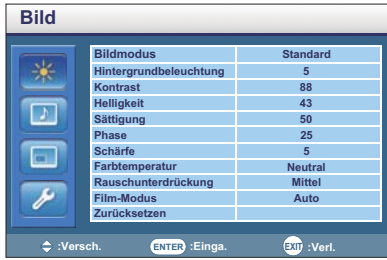 Bild
Bildmodus Standard
Hintergrundbeleuchtung 5
Kontrast 88
Helligkeit 43
Sättigung 50
Phase 25
Schärfe 5
Farbtemperatur Neutral
Rauschunterdrückung Mittel
Film-Modus Auto
Zurücksetzen
:Versch. ENTER :Einga. EXIT :Verl.